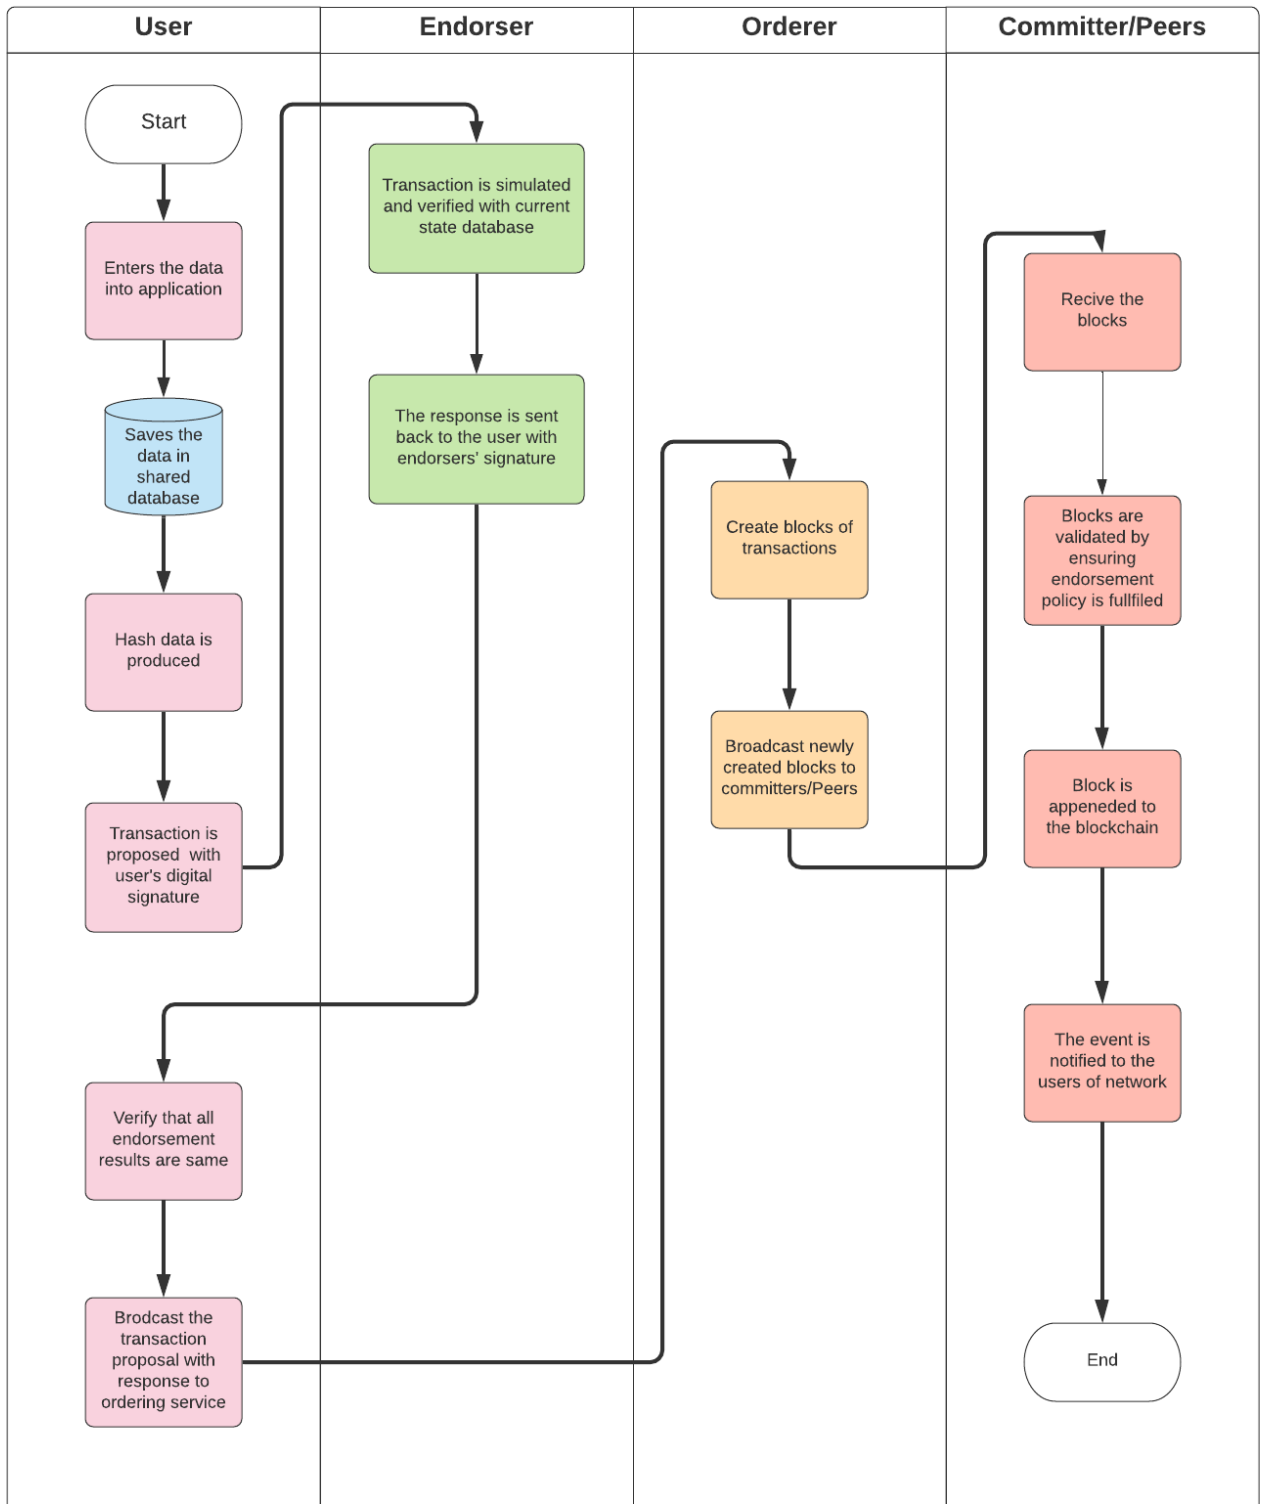 User
Endorser
Orderer
Committer/Peers
Start
Enters the data
into application
Saves the
data in
shared
database
Hash data is
produced
Transaction is
proposed with
user's digital
signature
Transaction is simulated
and verified with current
state database
The response is sent
back to the user with
endorsers' signature
Verify that all
endorsement
results are same
Brodcast the
transaction
proposal with
response to
ordering service
Create blocks of
transactions
Broadcast newly
created blocks to
committers/Peers
Recive the
blocks
Blocks are
validated by
ensuring
endorsement
policy is fullfiled
Block is
appeneded to
the blockchain
The event is
notified to the
users of network
End